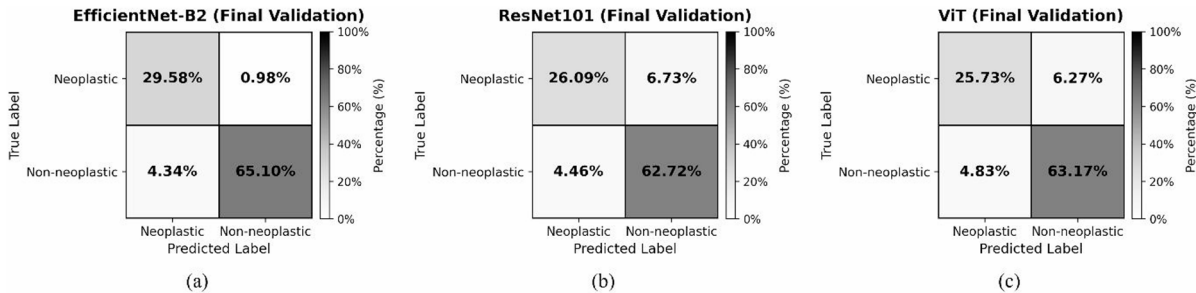 EfficientNet-B2 (Final Validation)
True Label
Neoplastic
Non-neoplastic
29.58%
0.98%
4.34%
65.10%
Neoplastic
Non-neoplastic
Predicted Label
100%
80%
60%
40%
20%
0%
Percentage (%)
(a)
ResNet101 (Final Validation)
True Label
Neoplastic
Non-neoplastic
26.09%
6.73%
4.46%
62.72%
Neoplastic
Non-neoplastic
Predicted Label
100%
80%
60%
40%
20%
0%
Percentage (%)
(b)
ViT (Final Validation)
True Label
Neoplastic
Non-neoplastic
25.73%
6.27%
4.83%
63.17%
Neoplastic
Non-neoplastic
Predicted Label
100%
80%
60%
40%
20%
0%
Percentage (%)
(c)